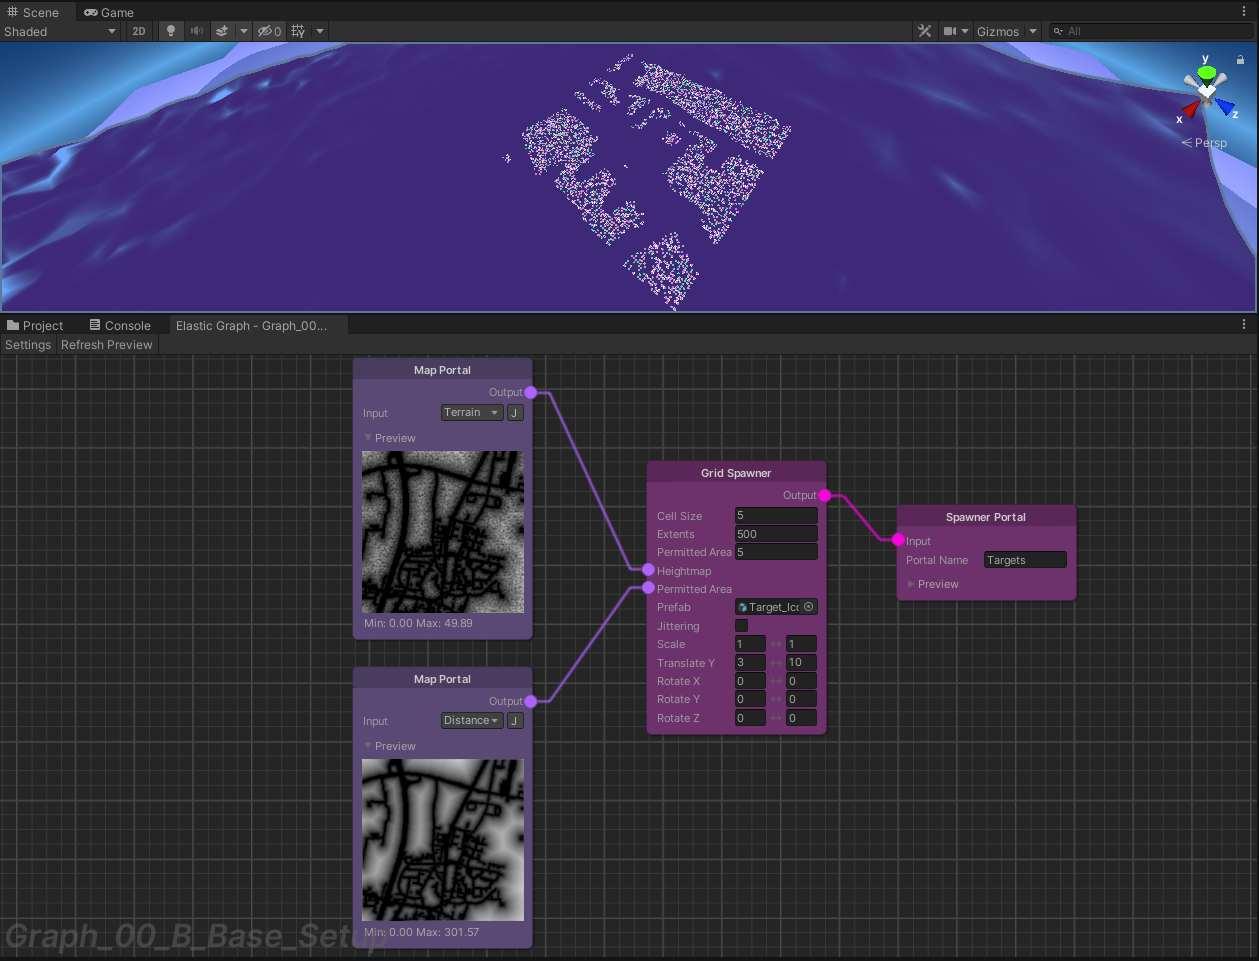 Scene
Game
Shaded
2D
0
Gizmos
All
y
x
z
Persp
Project
Console
Elastic Graph - Graph_00...
Settings
Refresh Preview
Map Portal
Output
Input
Terrain
J
Preview
Min: 0.00 Max: 49.89
Map Portal
Output
Input
Distance
J
Preview
Min: 0.00 Max: 301.57
Grid Spawner
Output
Cell Size 5
Extents 500
Permitted Area 5
Heightmap
Permitted Area
Prefab Target_Ico
Jittering
Scale 1 ↔ 1
Translate Y 3 ↔ 10
Rotate X 0 ↔ 0
Rotate Y 0 ↔ 0
Rotate Z 0 ↔ 0
Spawner Portal
Input
Portal Name Targets
Preview
Graph_00_B_Base_Setup